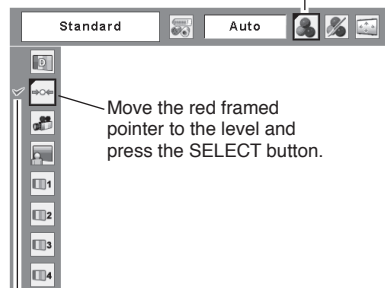 Standard
Auto
Move the red framed
pointer to the level and
press the SELECT button.
1
2
3
4